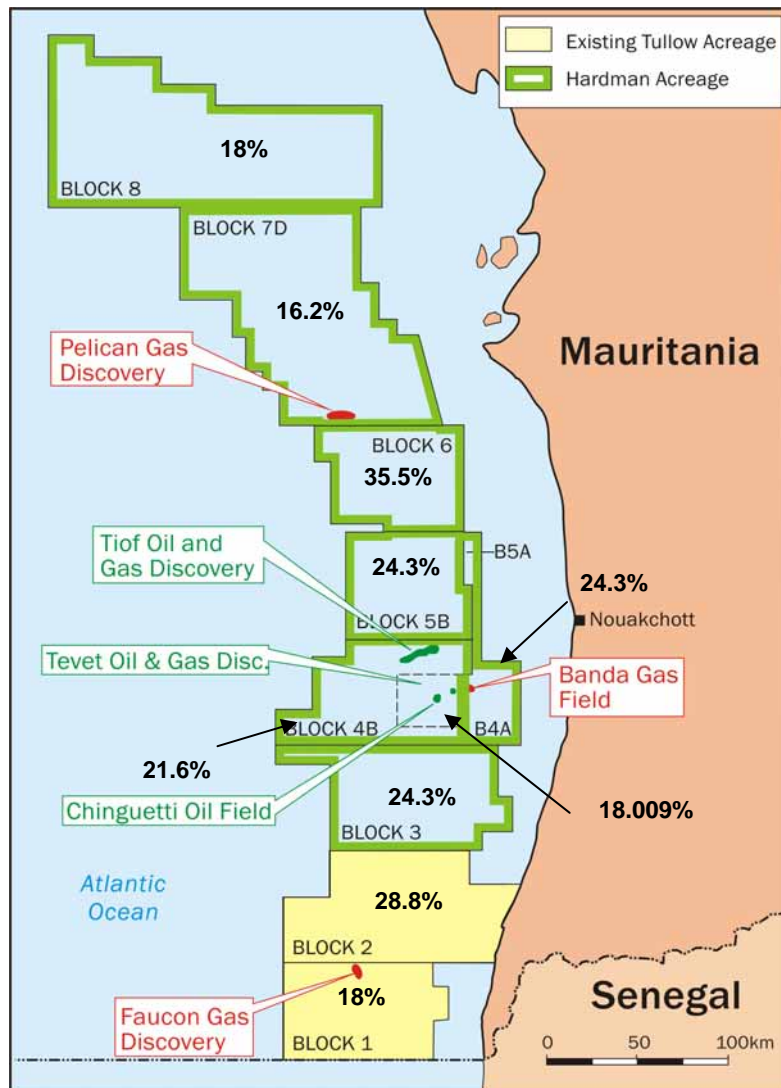 Existing Tullow Acreage
Hardman Acreage
18%
BLOCK 8
BLOCK 7D
16.2%
Mauritania
Pelican Gas
Discovery
BLOCK 6
35.5%
Tiof Oil and
Gas Discovery
B5A
24.3%
24.3%
BLOCK 5B
Nouakchott
Tevet Oil & Gas Disc.
Banda Gas
Field
BLOCK 4B
B4A
21.6%
24.3%
18.009%
Chinguetti Oil Field
BLOCK 3
Atlantic
Ocean
28.8%
BLOCK 2
18%
Senegal
Faucon Gas
Discovery
BLOCK 1
0 50 100km